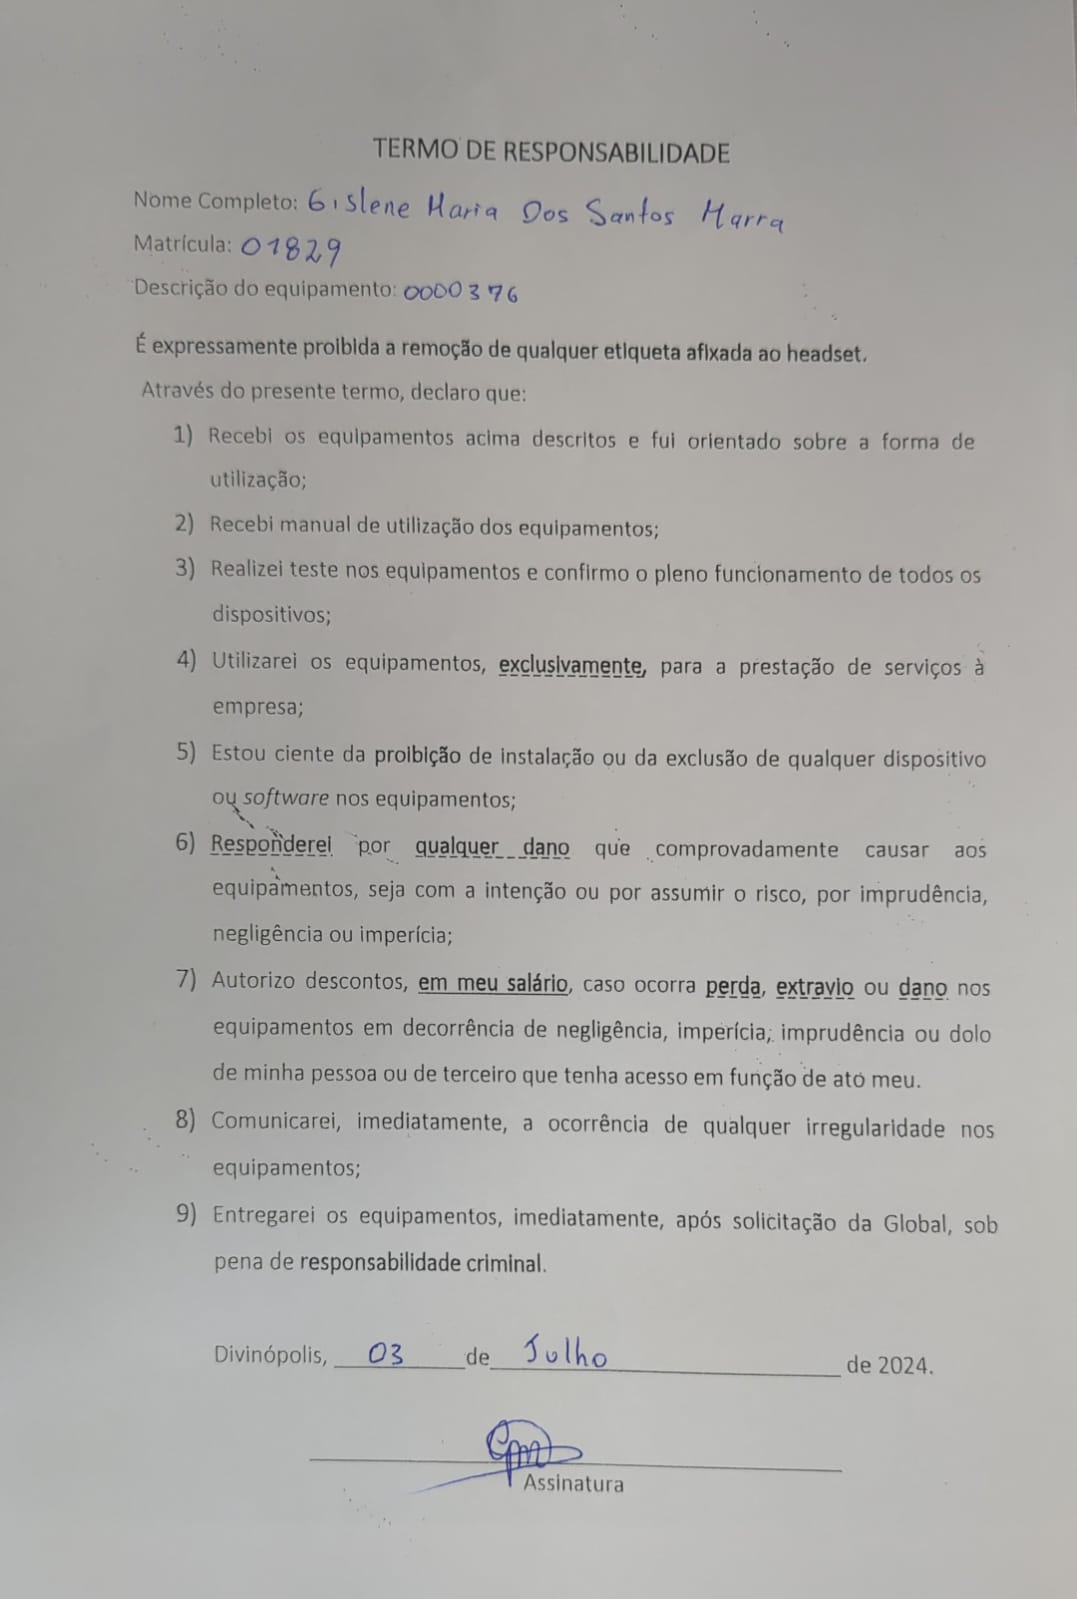 TERMO DE RESPONSABILIDADE
Nome Completo: Gislene Maria Dos Santos Marra
Matrícula: 01829
Descrição do equipamento: 0000376
É expressamente proibida a remoção de qualquer etiqueta afixada ao headset.
Através do presente termo, declaro que:
1) Recebi os equipamentos acima descritos e fui orientado sobre a forma de
utilização;
2) Recebi manual de utilização dos equipamentos;
3) Realizei teste nos equipamentos e confirmo o pleno funcionamento de todos os
dispositivos;
4) Utilizarei os equipamentos, exclusivamente, para a prestação de serviços à
empresa;
5) Estou ciente da proibição de instalação ou da exclusão de qualquer dispositivo
ou software nos equipamentos;
6) Responderei por qualquer dano que comprovadamente causar aos
equipamentos, seja com a intenção ou por assumir o risco, por imprudência,
negligência ou imperícia;
7) Autorizo descontos, em meu salário, caso ocorra perda, extravio ou dano nos
equipamentos em decorrência de negligência, imperícia, imprudência ou dolo
de minha pessoa ou de terceiro que tenha acesso em função de ato meu.
8) Comunicarei, imediatamente, a ocorrência de qualquer irregularidade nos
equipamentos;
9) Entregarei os equipamentos, imediatamente, após solicitação da Global, sob
pena de responsabilidade criminal.
Divinópolis, 03 de Julho de 2024.
Assinatura